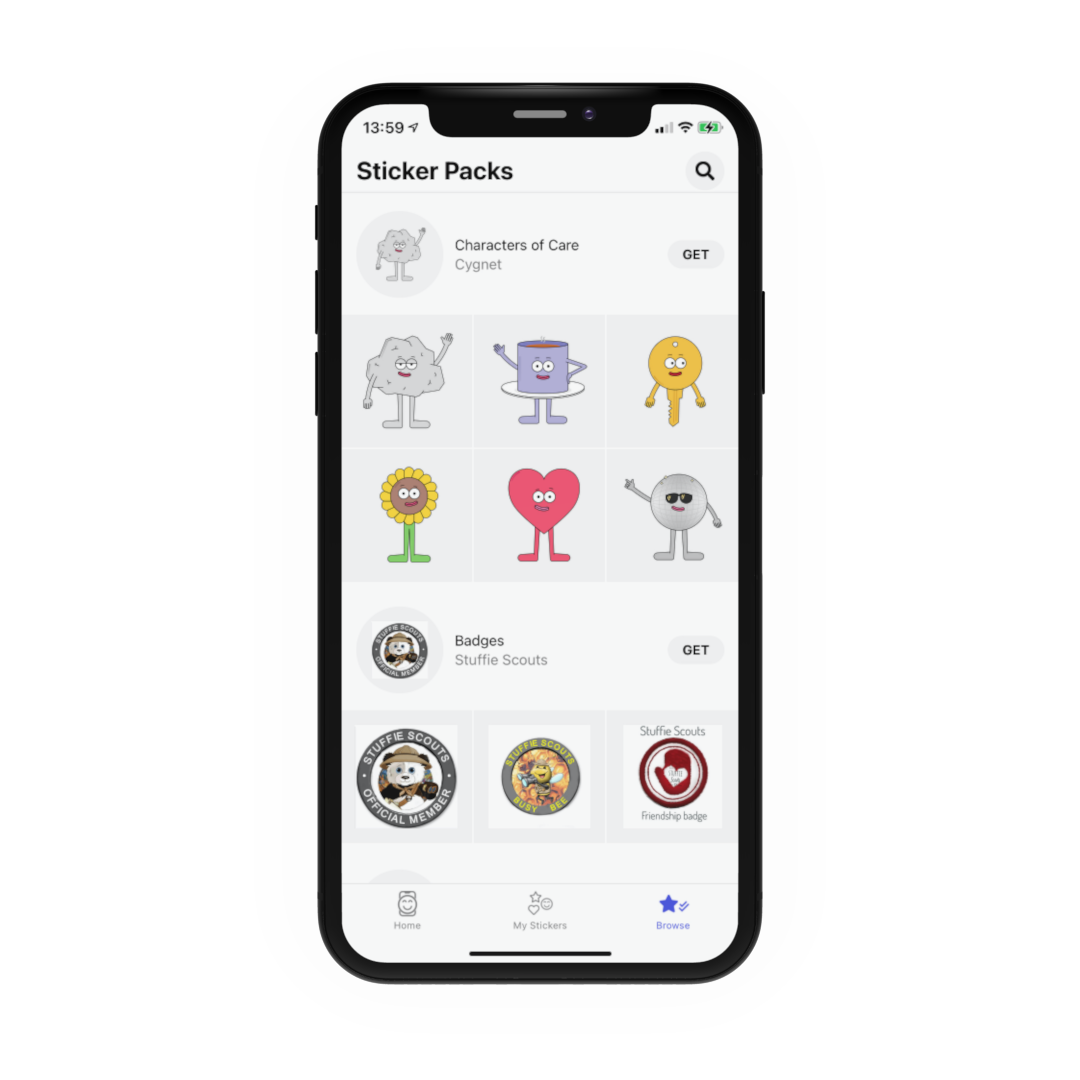 13:59
Sticker Packs
Characters of Care
Cygnet
GET
Badges
Stuffie Scouts
GET
STUFFIE SCOUTS
OFFICIAL MEMBER
STUFFIE SCOUTS
OFFICIAL MEMBER
STUFFIE SCOUTS
BUSY BEE
Stuffie Scouts
Friendship badge
Home
My Stickers
Browse